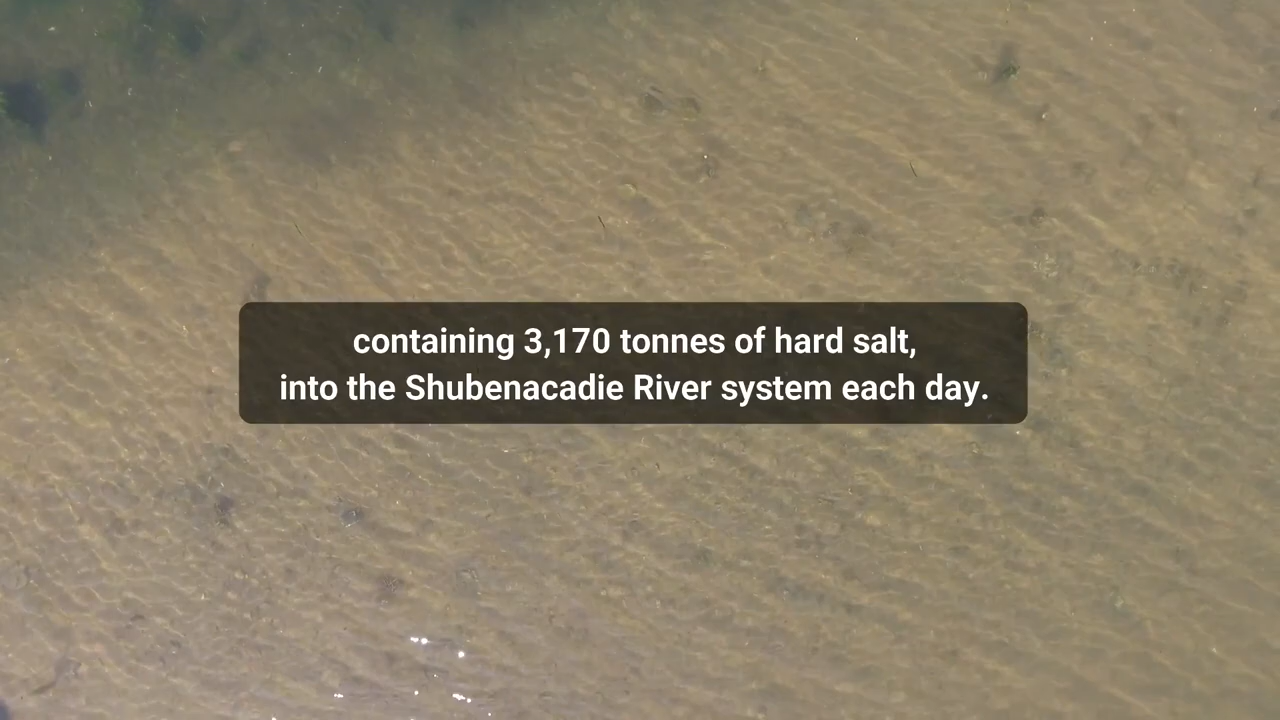 containing 3,170 tonnes of hard salt,
into the Shubenacadie River system each day.